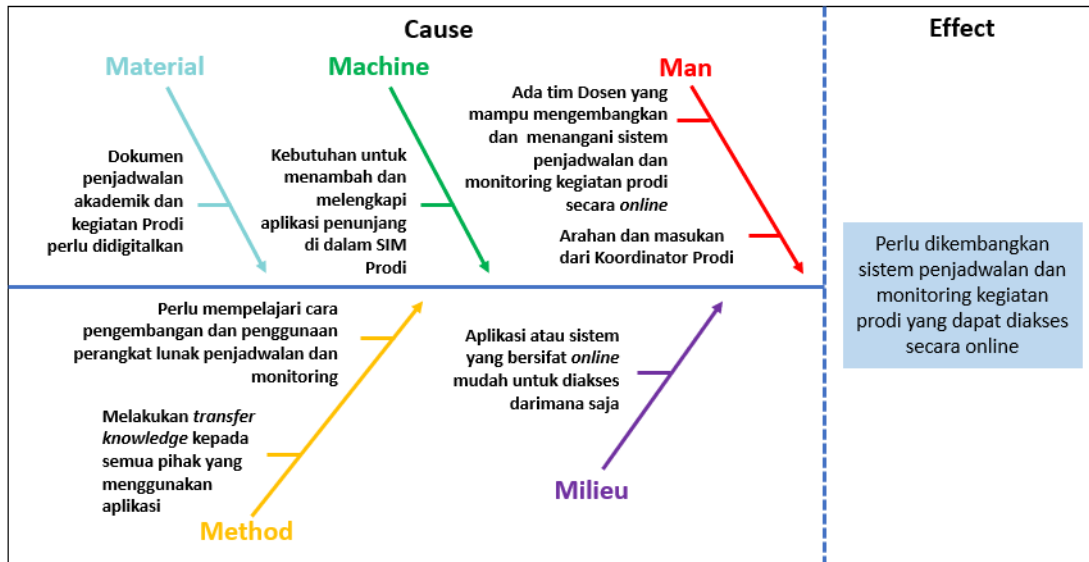 Cause
Effect
Material
Machine
Man
Dokumen
penjadwalan
akademik dan
kegiatan Prodi
perlu didigitalkan
Kebutuhan untuk
menambah dan
melengkapi
aplikasi penunjang
di dalam SIM
Prodi
Ada tim Dosen yang
mampu mengembangkan
dan menangani sistem
penjadwalan dan
monitoring kegiatan prodi
secara online
Arahan dan masukan
dari Koordinator Prodi
Perlu dikembangkan
sistem penjadwalan dan
monitoring kegiatan
prodi yang dapat diakses
secara online
Perlu mempelajari cara
pengembangan dan penggunaan
perangkat lunak penjadwalan dan
monitoring
Melakukan transfer
knowledge kepada
semua pihak yang
menggunakan
aplikasi
Method
Aplikasi atau sistem
yang bersifat online
mudah untuk diakses
darimana saja
Milieu